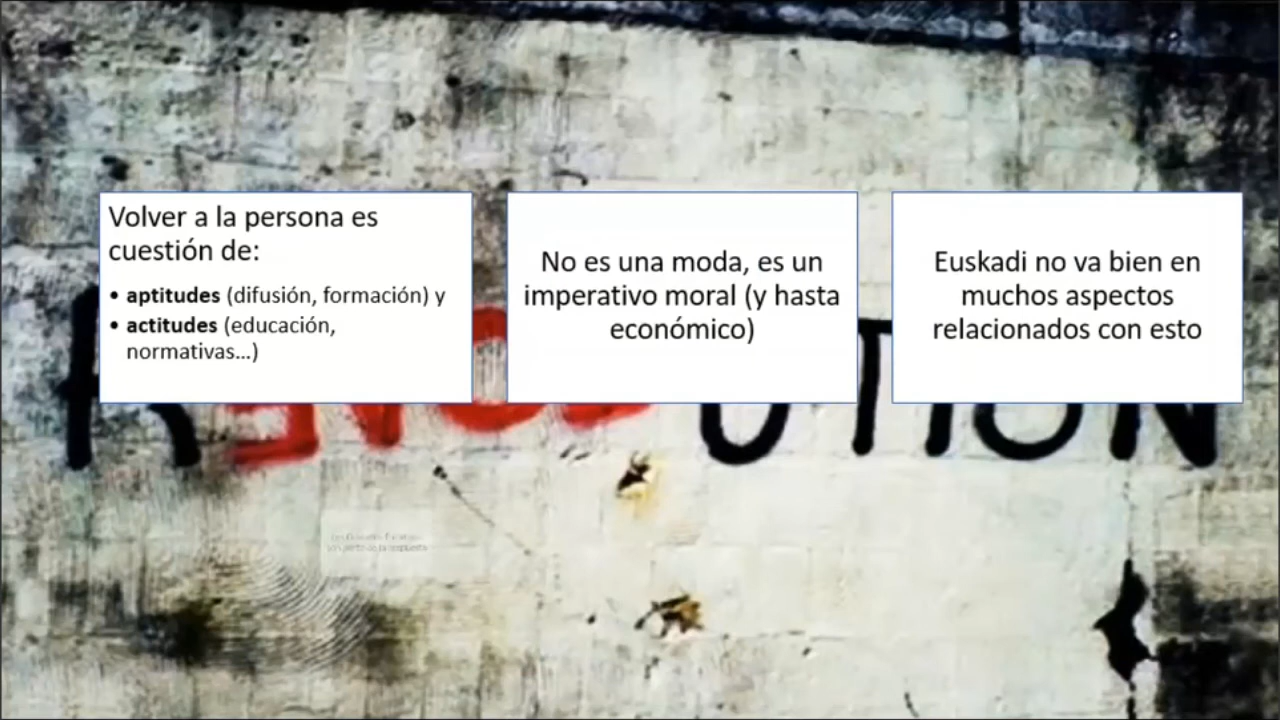 Volver a la persona es
cuestión de:
• aptitudes (difusión, formación) y
• actitudes (educación,
normativas...)
No es una moda, es un
imperativo moral (y hasta
económico)
Euskadi no va bien en
muchos aspectos
relacionados con esto